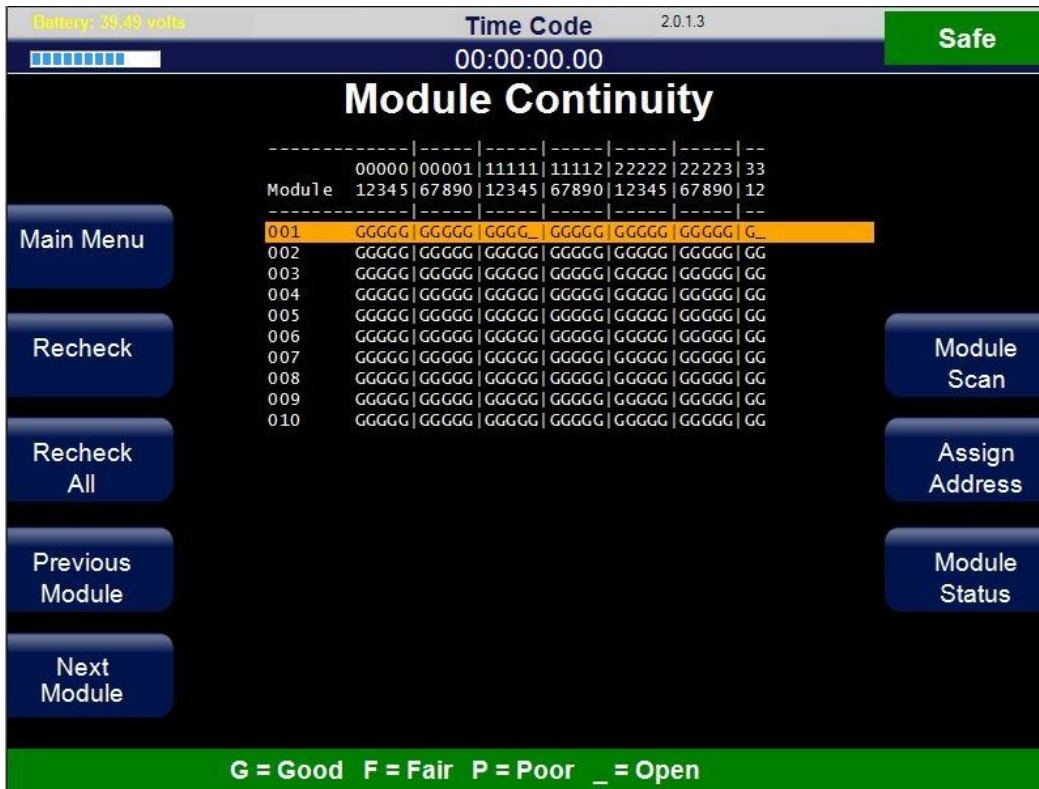 Battery: 39.49 volts
Time Code 2.0.1.3
Safe
00:00:00.00
Module Continuity
-------------|-----|-----|-----|-----|-----|--
00000|00001|11111|11112|22222|22223|33
Module 12345|67890|12345|67890|12345|67890|12
-------------|-----|-----|-----|-----|-----|--
001 GGGGG|GGGGG|GGGG_|GGGGG|GGGGG|GGGGG|G_
002 GGGGG|GGGGG|GGGGG|GGGGG|GGGGG|GGGGG|GG
003 GGGGG|GGGGG|GGGGG|GGGGG|GGGGG|GGGGG|GG
004 GGGGG|GGGGG|GGGGG|GGGGG|GGGGG|GGGGG|GG
005 GGGGG|GGGGG|GGGGG|GGGGG|GGGGG|GGGGG|GG
006 GGGGG|GGGGG|GGGGG|GGGGG|GGGGG|GGGGG|GG
007 GGGGG|GGGGG|GGGGG|GGGGG|GGGGG|GGGGG|GG
008 GGGGG|GGGGG|GGGGG|GGGGG|GGGGG|GGGGG|GG
009 GGGGG|GGGGG|GGGGG|GGGGG|GGGGG|GGGGG|GG
010 GGGGG|GGGGG|GGGGG|GGGGG|GGGGG|GGGGG|GG
Main Menu
Recheck
Recheck
All
Previous
Module
Next
Module
Module
Scan
Assign
Address
Module
Status
G = Good F = Fair P = Poor _ = Open